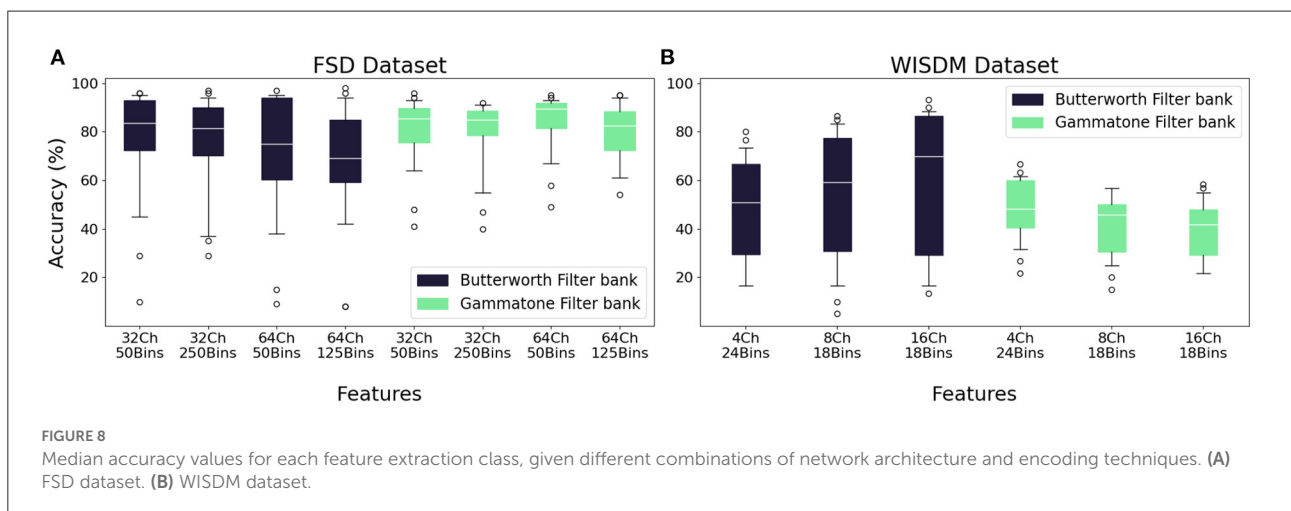 A
FSD Dataset
Accuracy (%)
100
80
60
40
20
Butterworth Filter bank
Gammatone Filter bank
32Ch 32Ch 64Ch 64Ch 32Ch 32Ch 64Ch 64Ch
50Bins 250Bins 50Bins 125Bins 50Bins 250Bins 50Bins 125Bins
Features
B
WISDM Dataset
100
80
60
40
20
Butterworth Filter bank
Gammatone Filter bank
4Ch 8Ch 16Ch 4Ch 8Ch 16Ch
24Bins 18Bins 18Bins 24Bins 18Bins 18Bins
Features
FIGURE 8
Median accuracy values for each feature extraction class, given different combinations of network architecture and encoding techniques. (A)
FSD dataset. (B) WISDM dataset.